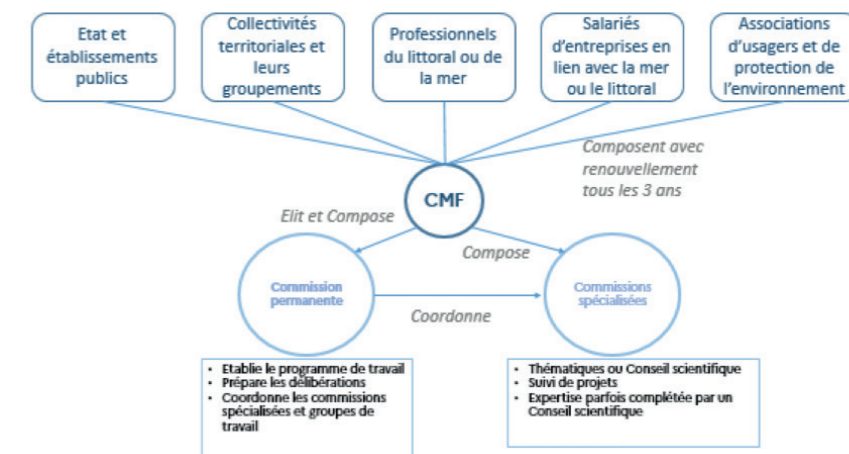 Etat et
établissements
publics
Collectivités
territoriales et
leurs
groupements
Professionnels
du littoral ou de
la mer
Salariés
d'entreprises en
lien avec la mer
ou le littoral
Associations
d'usagers et de
protection de
l'environnement
Composent avec
renouvellement
tous les 3 ans
CMF
Elit et Compose
Compose
Commission
permanente
Commissions
spécialisées
Coordonne
• Etablie le programme de travail
• Prépare les délibérations
• Coordonne les commissions
spécialisées et groupes de
travail
• Thématiques ou Conseil scientifique
• Suivi de projets
• Expertise parfois complétée par un
Conseil scientifique